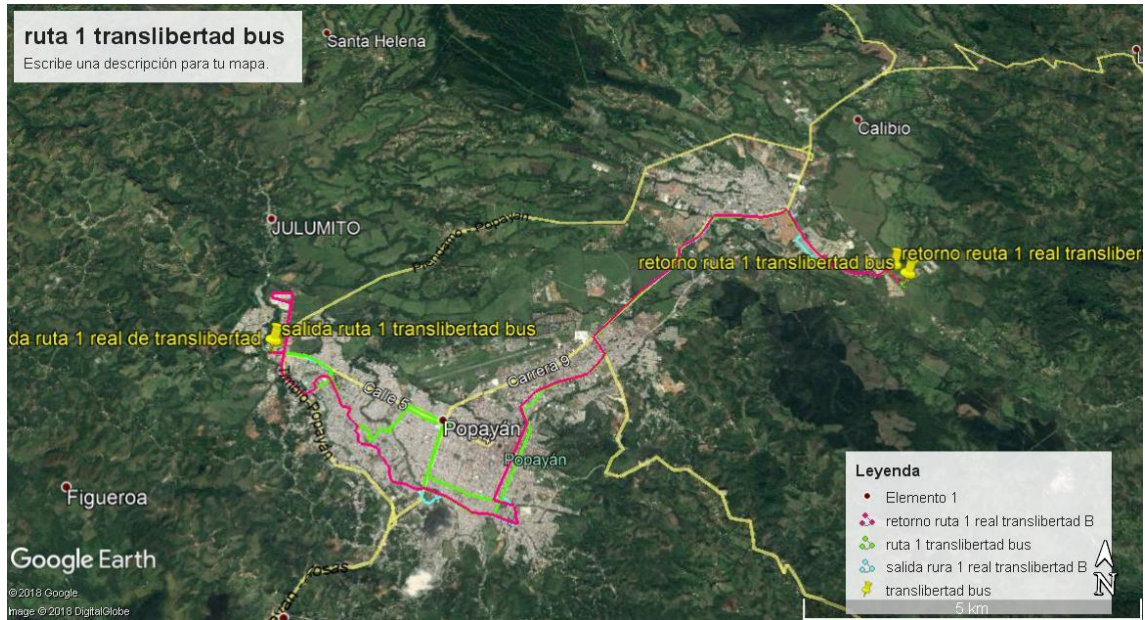 ruta 1 translibertad bus
Escribe una descripción para tu mapa.
Santa Helena
Calibio
JULUMITO
Popayán
retorno ruta 1 translibertad bus
retorno reuta 1 real transliber
da ruta 1 real de translibertad
salida ruta 1 translibertad bus
Carrera 9
Calle 5
Popayán
Popayán
Popayán
Figueroa
Leyenda
Elemento 1
retorno ruta 1 real translibertad B
ruta 1 translibertad bus
salida rura 1 real translibertad B
translibertad bus
N
5 km
Google Earth
©2018 Google
Image © 2018 DigitalGlobe